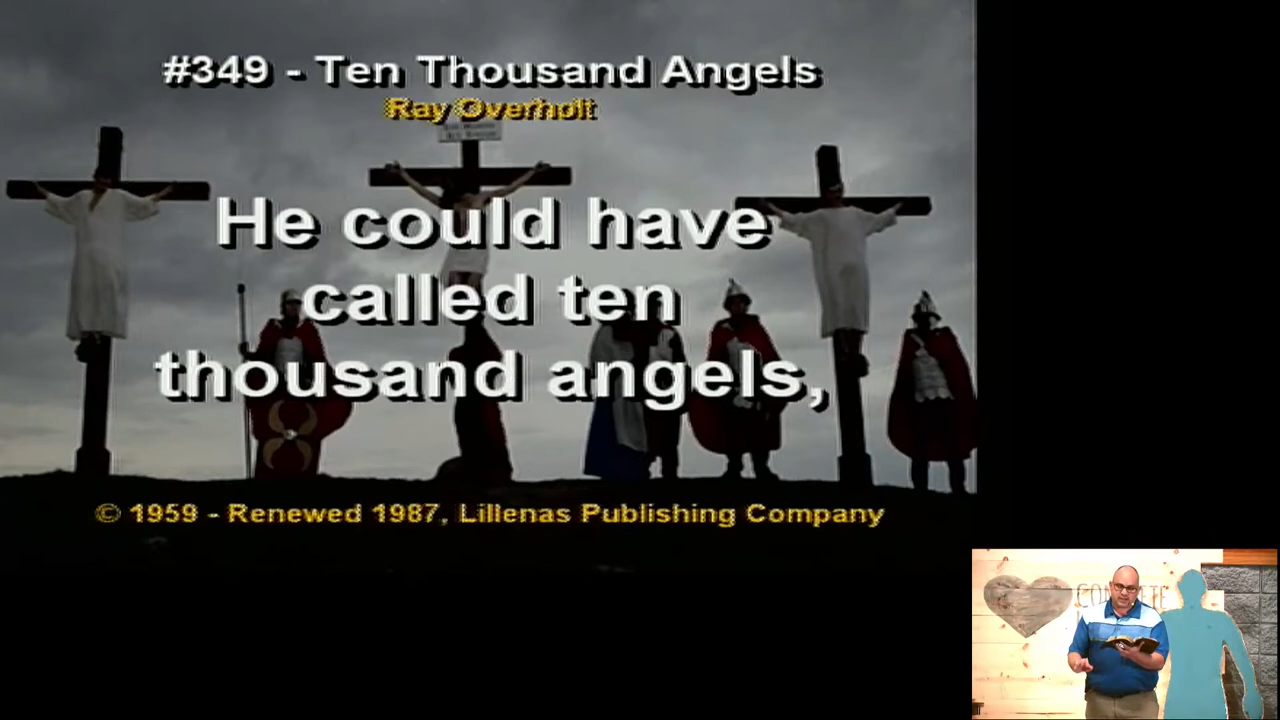 #349 - Ten Thousand Angels
Ray Overholt
He could have
called ten
thousand angels,
© 1959 - Renewed 1987, Lillenas Publishing Company